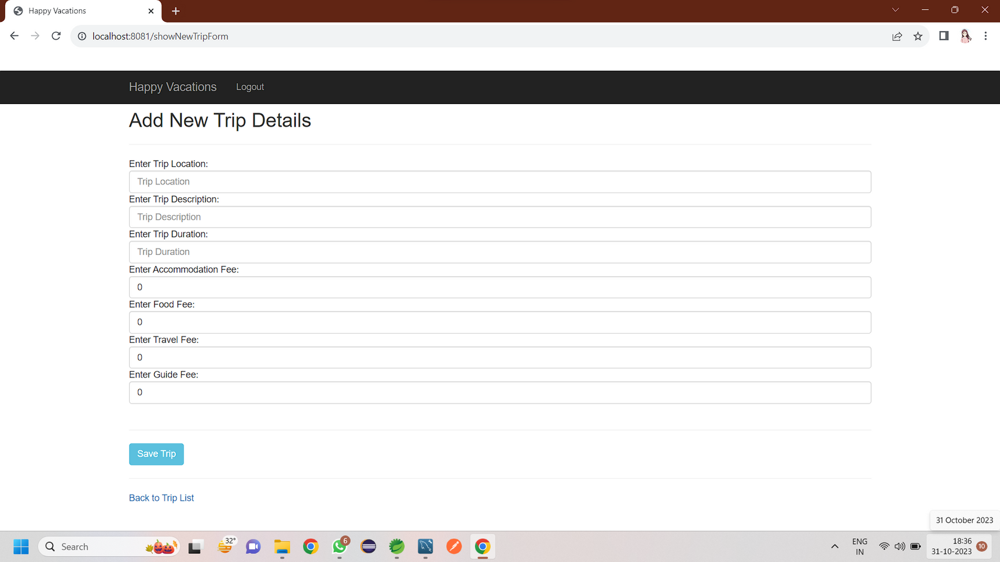 Happy Vacations
localhost:8081/showNewTripForm
Happy Vacations Logout
Add New Trip Details
Enter Trip Location:
Trip Location
Enter Trip Description:
Trip Description
Enter Trip Duration:
Trip Duration
Enter Accommodation Fee:
0
Enter Food Fee:
0
Enter Travel Fee:
0
Enter Guide Fee:
0
Save Trip
Back to Trip List
31 October 2023
Search
32°
6
ENG
IN
18:36
31-10-2023
10